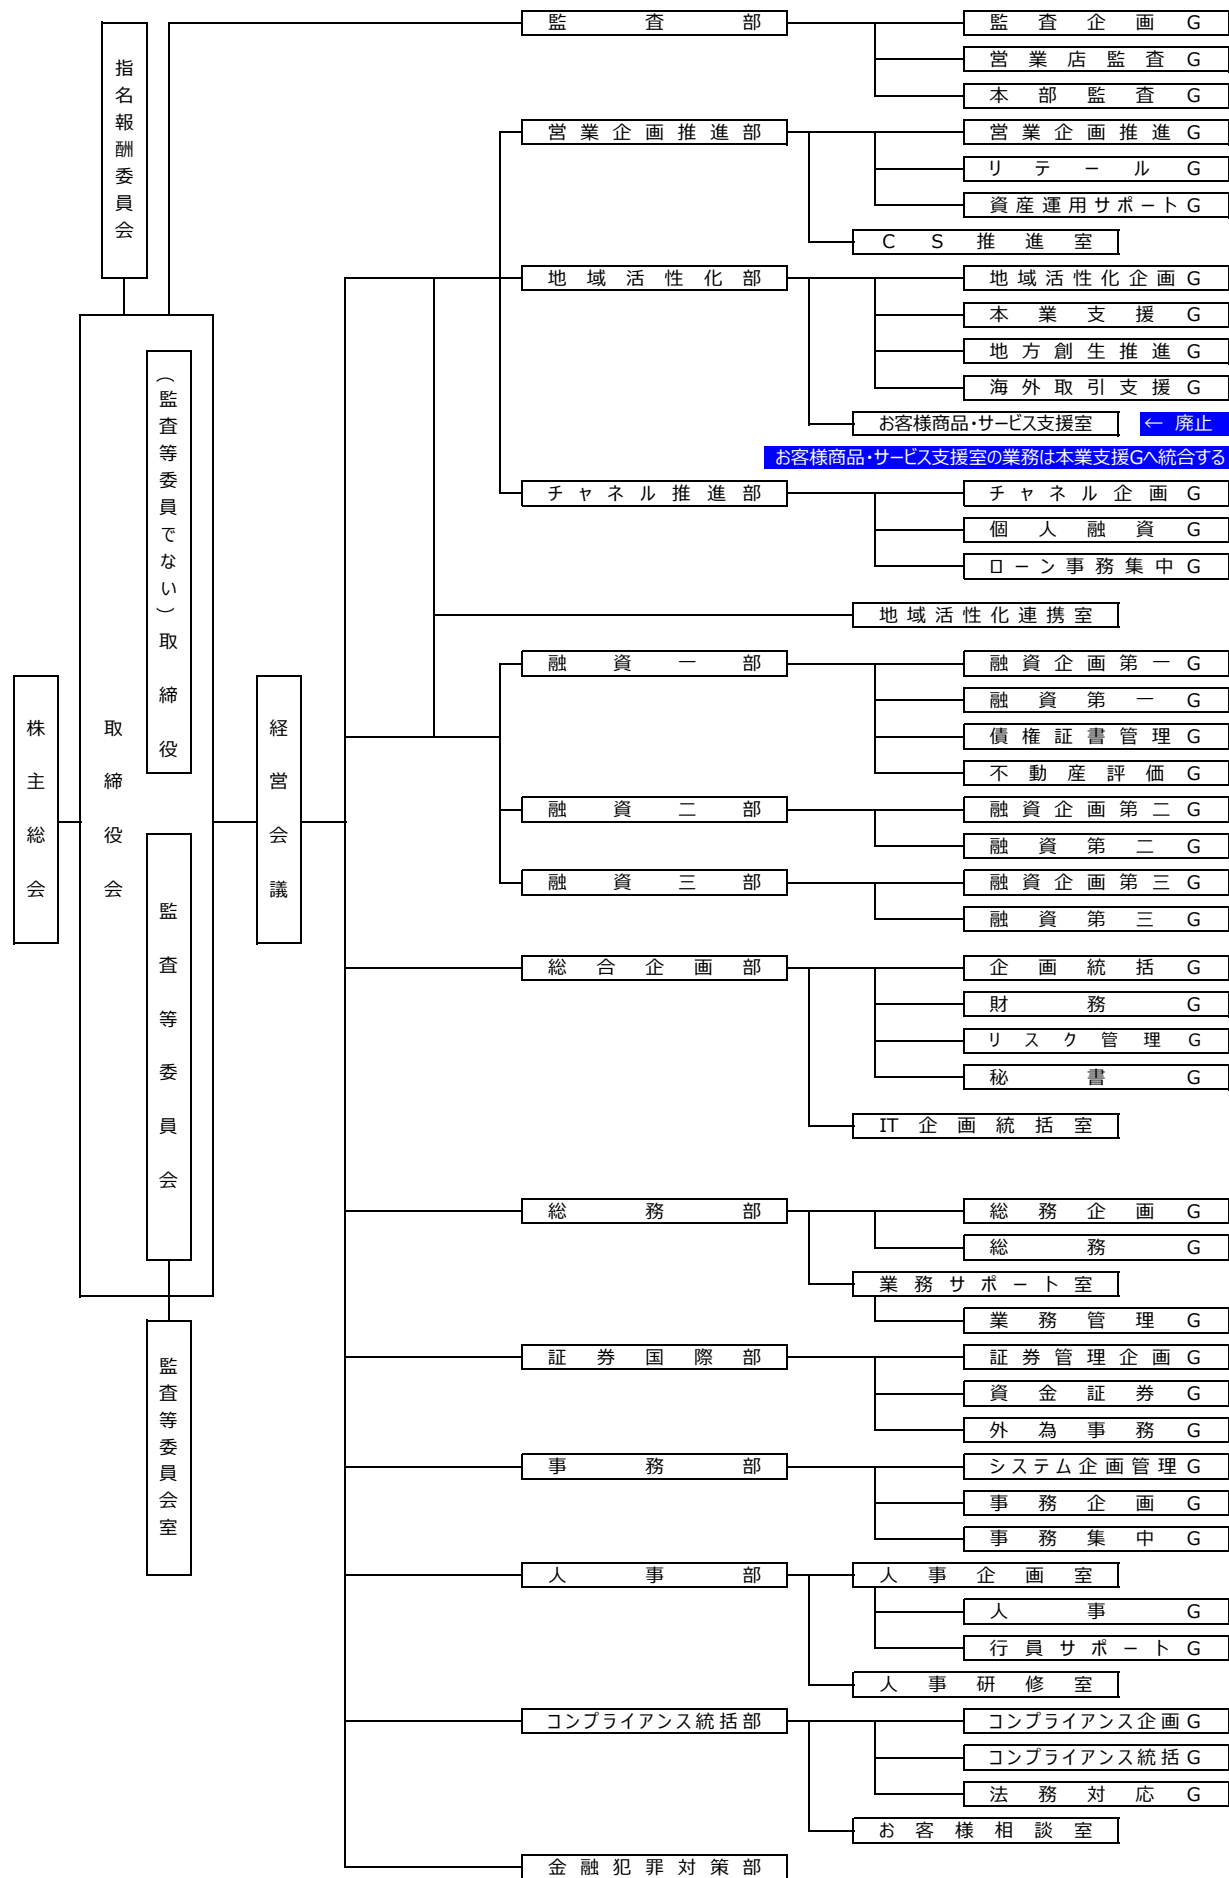 株主総会
指名報酬委員会
取締役会
(監査等委員でない)取締役
監査等委員会
監査等委員会室
経営会議
監査部
監査企画G
営業店監査G
本部監査G
営業企画推進部
営業企画推進G
リテールG
資産運用サポートG
CS推進室
地域活性化部
地域活性化企画G
本業支援G
地方創生推進G
海外取引支援G
お客様商品・サービス支援室 ← 廃止
お客様商品・サービス支援室の業務は本業支援Gへ統合する
チャネル推進部
チャネル企画G
個人融資G
ローン事務集中G
地域活性化連携室
融資一部
融資企画第一G
融資第一G
債権証書管理G
不動産評価G
融資二部
融資企画第二G
融資第二G
融資三部
融資企画第三G
融資第三G
総合企画部
企画統括G
財務G
リスク管理G
秘書G
IT企画統括室
総務部
総務企画G
総務G
業務サポート室
業務管理G
証券国際部
証券管理企画G
資金証券G
外為事務G
事務部
システム企画管理G
事務企画G
事務集中G
人事部
人事企画室
人事G
行員サポートG
人事研修室
コンプライアンス統括部
コンプライアンス企画G
コンプライアンス統括G
法務対応G
お客様相談室
金融犯罪対策部